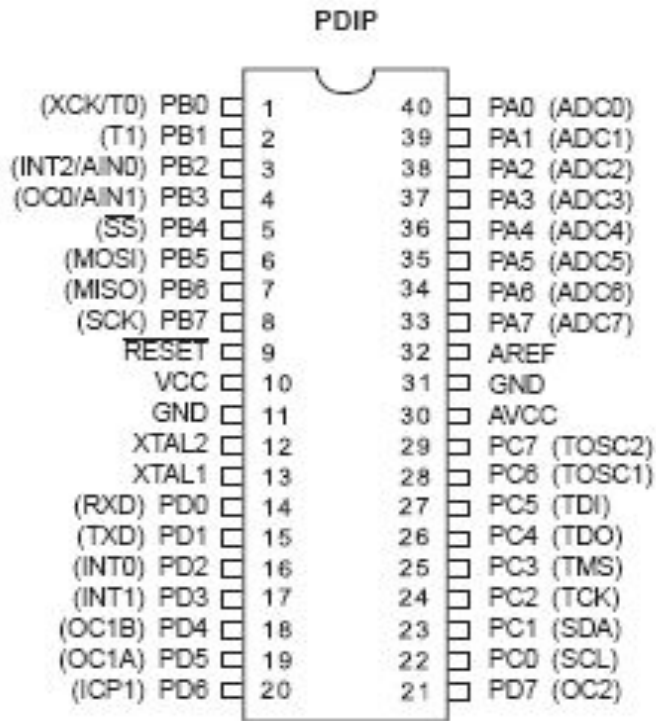 PDIP
(XCK/T0) PB0 1 40 PA0 (ADC0)
(T1) PB1 2 39 PA1 (ADC1)
(INT2/AIN0) PB2 3 38 PA2 (ADC2)
(OC0/AIN1) PB3 4 37 PA3 (ADC3)
(S̅S̅) PB4 5 36 PA4 (ADC4)
(MOSI) PB5 6 35 PA5 (ADC5)
(MISO) PB6 7 34 PA6 (ADC6)
(SCK) PB7 8 33 PA7 (ADC7)
R̅E̅S̅E̅T̅ 9 32 AREF
VCC 10 31 GND
GND 11 30 AVCC
XTAL2 12 29 PC7 (TOSC2)
XTAL1 13 28 PC6 (TOSC1)
(RXD) PD0 14 27 PC5 (TDI)
(TXD) PD1 15 26 PC4 (TDO)
(INT0) PD2 16 25 PC3 (TMS)
(INT1) PD3 17 24 PC2 (TCK)
(OC1B) PD4 18 23 PC1 (SDA)
(OC1A) PD5 19 22 PC0 (SCL)
(ICP1) PD6 20 21 PD7 (OC2)